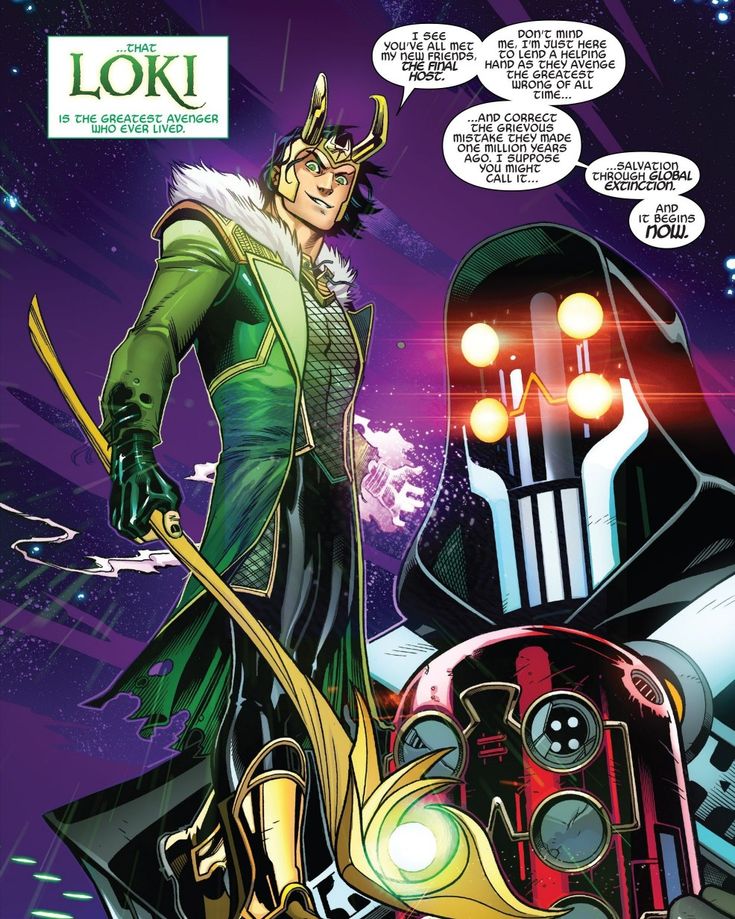 ...THAT
LOKI
IS THE GREATEST AVENGER
WHO EVER LIVED.
I SEE
YOU'VE ALL MET
MY NEW FRIENDS,
THE FINAL
HOST.
DON'T MIND
ME, I'M JUST HERE
TO LEND A HELPING
HAND AS THEY AVENGE
THE GREATEST
WRONG OF ALL
TIME...
...AND CORRECT
THE GRIEVOUS
MISTAKE THEY MADE
ONE MILLION YEARS
AGO. I SUPPOSE
YOU MIGHT
CALL IT...
...SALVATION
THROUGH GLOBAL
EXTINCTION.
AND
IT BEGINS
NOW.